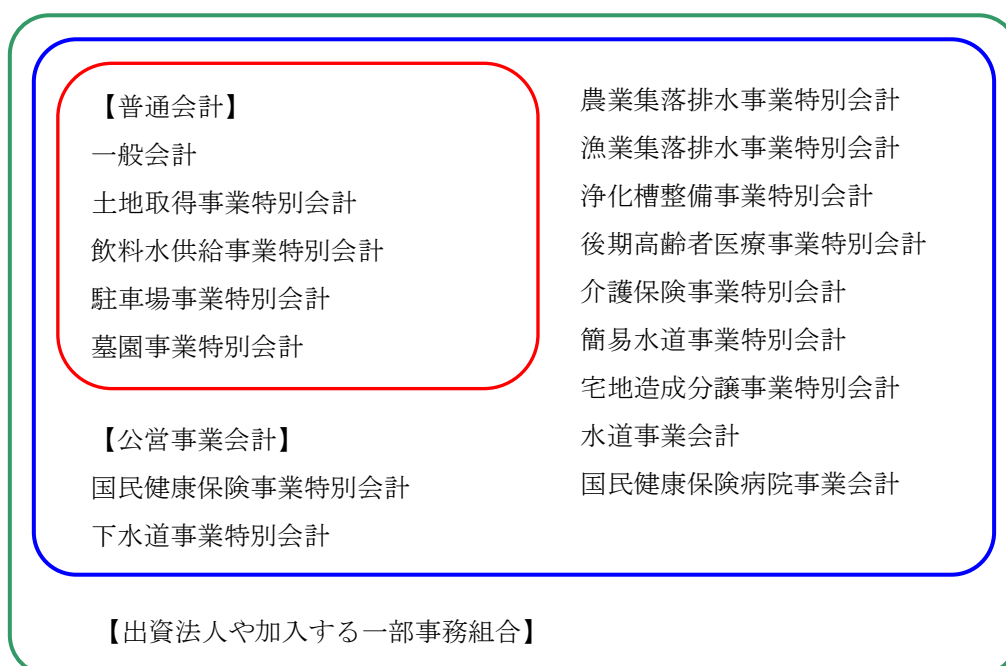 【普通会計】
一般会計
土地取得事業特別会計
飲料水供給事業特別会計
駐車場事業特別会計
墓園事業特別会計
【公営事業会計】
国民健康保険事業特別会計
下水道事業特別会計
農業集落排水事業特別会計
漁業集落排水事業特別会計
浄化槽整備事業特別会計
後期高齢者医療事業特別会計
介護保険事業特別会計
簡易水道事業特別会計
宅地造成分譲事業特別会計
水道事業会計
国民健康保険病院事業会計
【出資法人や加入する一部事務組合】